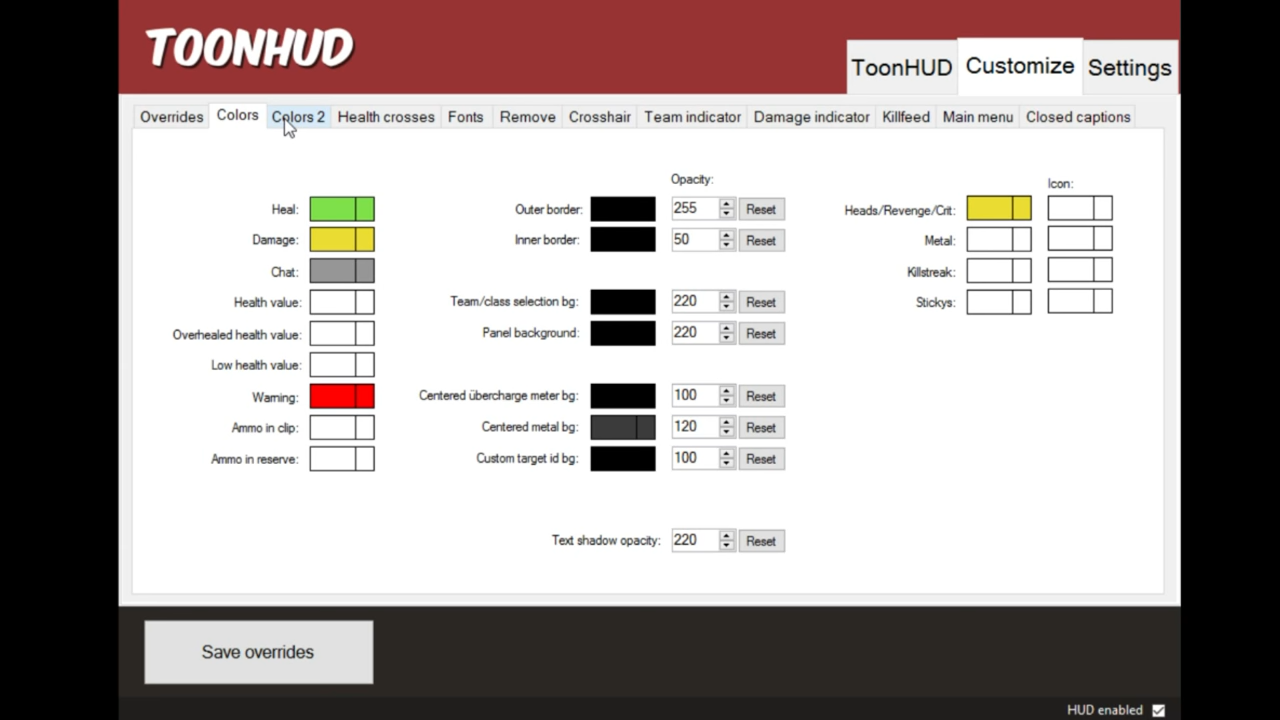 TOONHUD
ToonHUD Customize Settings
Overrides Colors Colors 2 Health crosses Fonts Remove Crosshair Team indicator Damage indicator Killfeed Main menu Closed captions
Opacity:
Icon:
Heal: Outer border: 255 Reset Heads/Revenge/Crit:
Damage: Inner border: 50 Reset Metal:
Chat: Killstreak:
Health value: Team/class selection bg: 220 Reset Stickys:
Overhealed health value: Panel background: 220 Reset
Low health value:
Warning: Centered übercharge meter bg: 100 Reset
Ammo in clip: Centered metal bg: 120 Reset
Ammo in reserve: Custom target id bg: 100 Reset
Text shadow opacity: 220 Reset
Save overrides
HUD enabled